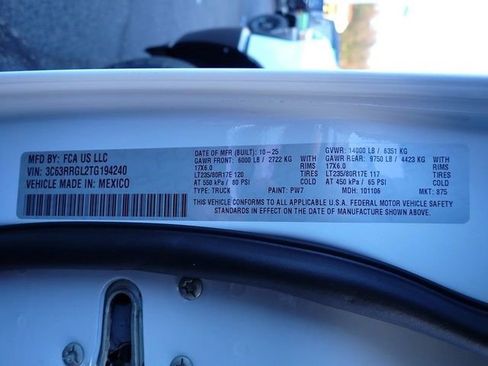 MFD BY: FCA US LLC
VIN: 3C63RRGL2TG194240
VEHICLE MADE IN: MEXICO
DATE OF MFR (BUILT): 10-25 GVWR: 14000 LB / 6351 KG
GAWR FRONT: 6000 LB / 2722 KG WITH GAWR REAR: 9750 LB / 4423 KG WITH
17X6.0 RIMS 17X6.0 RIMS
LT235/80R17E 120 TIRES LT235/80R17E 117 TIRES
AT 550 kPa / 80 PSI AT 450 kPa / 65 PSI
TYPE: TRUCK PAINT: PW7 MDH: 101106 MKT: 875
THIS VEHICLE CONFORMS TO ALL APPLICABLE U.S.A. FEDERAL MOTOR VEHICLE SAFETY
STANDARDS IN EFFECT ON THE DATE OF MANUFACTURE SHOWN ABOVE